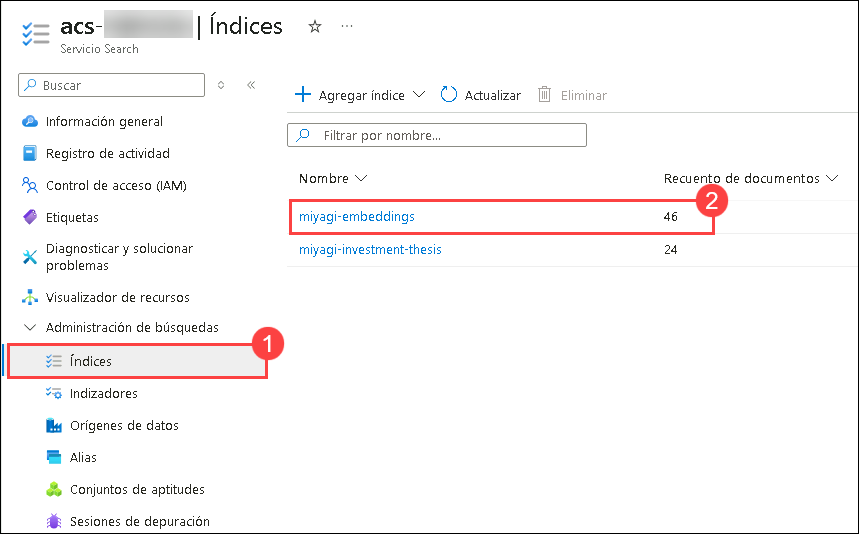 acs- | Índices
Servicio Search
Buscar
Información general
Registro de actividad
Control de acceso (IAM)
Etiquetas
Diagnosticar y solucionar
problemas
Visualizador de recursos
Administración de búsquedas
1
Índices
Indizadores
Orígenes de datos
Alias
Conjuntos de aptitudes
Sesiones de depuración
Agregar índice Actualizar Eliminar
Filtrar por nombre...
Nombre Recuento de documentos
2
miyagi-embeddings 46
miyagi-investment-thesis 24